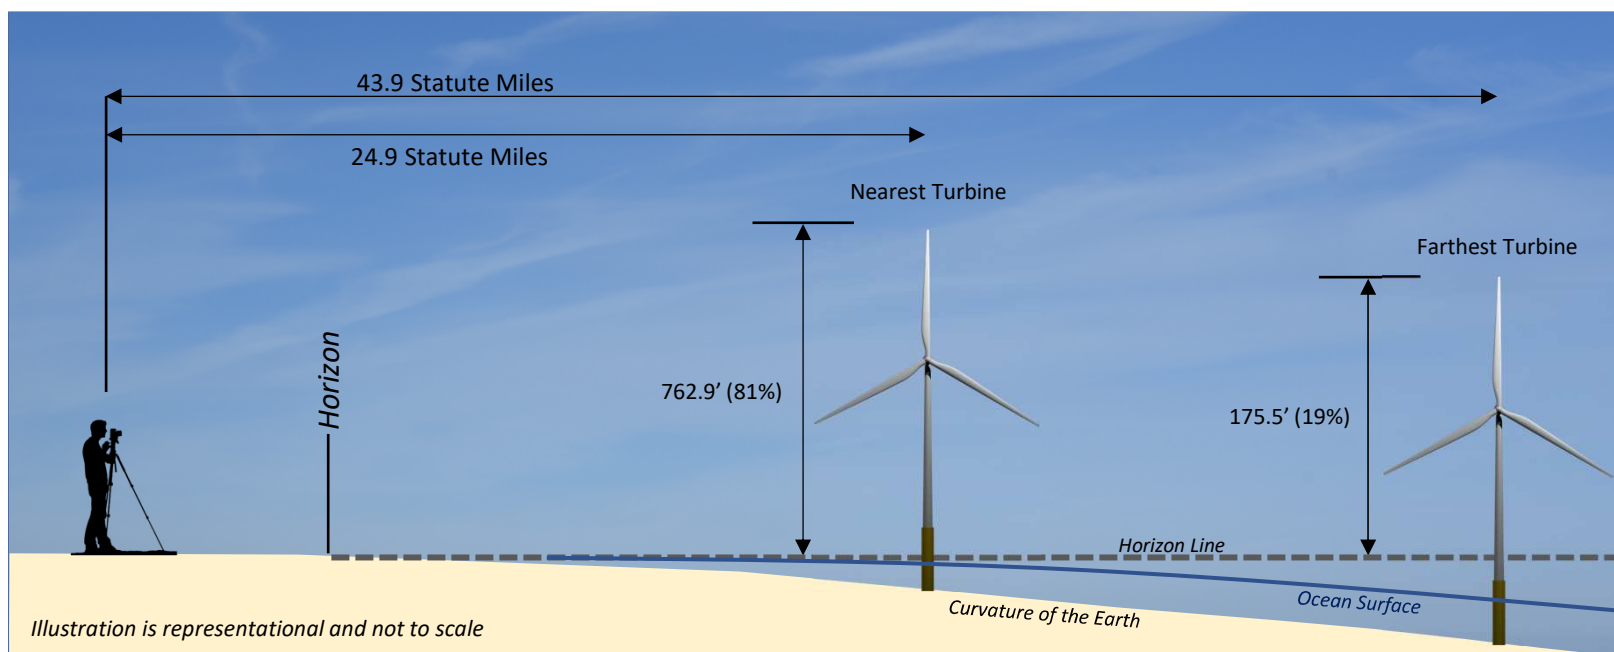 43.9 Statute Miles
24.9 Statute Miles
Nearest Turbine
Farthest Turbine
Horizon
762.9’ (81%)
175.5’ (19%)
Horizon Line
Ocean Surface
Curvature of the Earth
Illustration is representational and not to scale